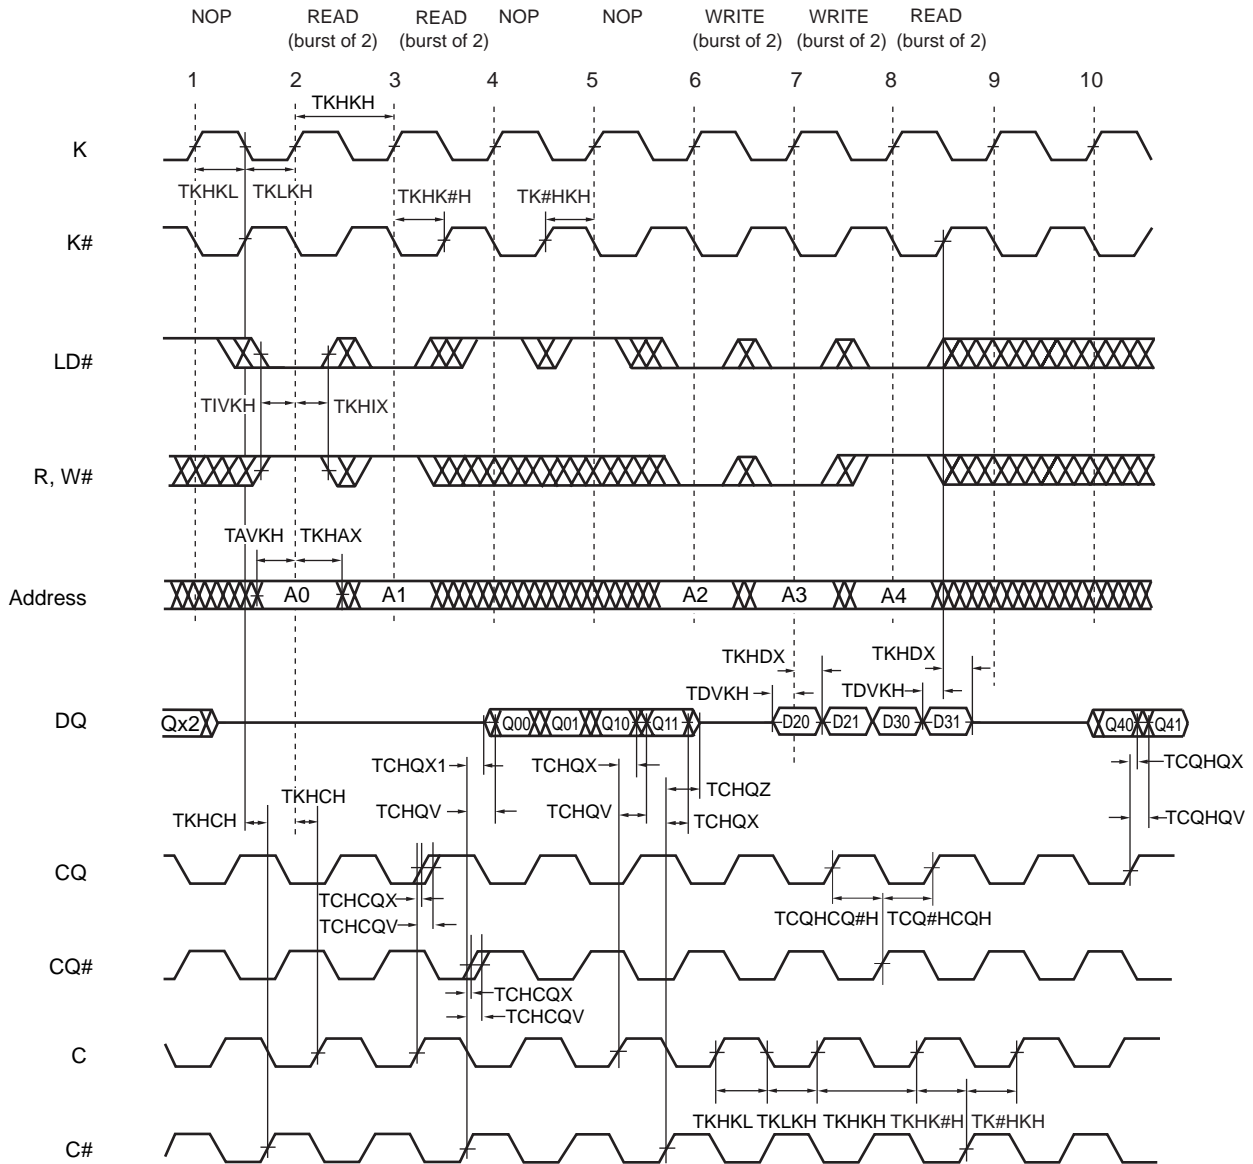 NOP READ READ NOP NOP WRITE WRITE READ
(burst of 2) (burst of 2) (burst of 2) (burst of 2) (burst of 2)
1 2 3 4 5 6 7 8 9 10
TKHKH
K
TKHKL TKLKH TKHK#H TK#HKH
K#
LD#
TIVKH TKHIX
R, W#
TAVKH TKHAX
Address A0 A1 A2 A3 A4
TKHDX TKHDX
TDVKH TDVKH
DQ Qx2 Q00 Q01 Q10 Q11 D20 D21 D30 D31 Q40 Q41
TCHQX1 TCHQX TCQHQX
TCHQZ
TKHCH
TCHQV TCHQV TCHQX TCQHQV
TKHCH
CQ
TCHCQX
TCQHCQ#H TCQ#HCQH
TCHCQV
CQ#
TCHCQX
TCHCQV
C
TKHKL TKLKH TKHKH TKHK#H TK#HKH
C#